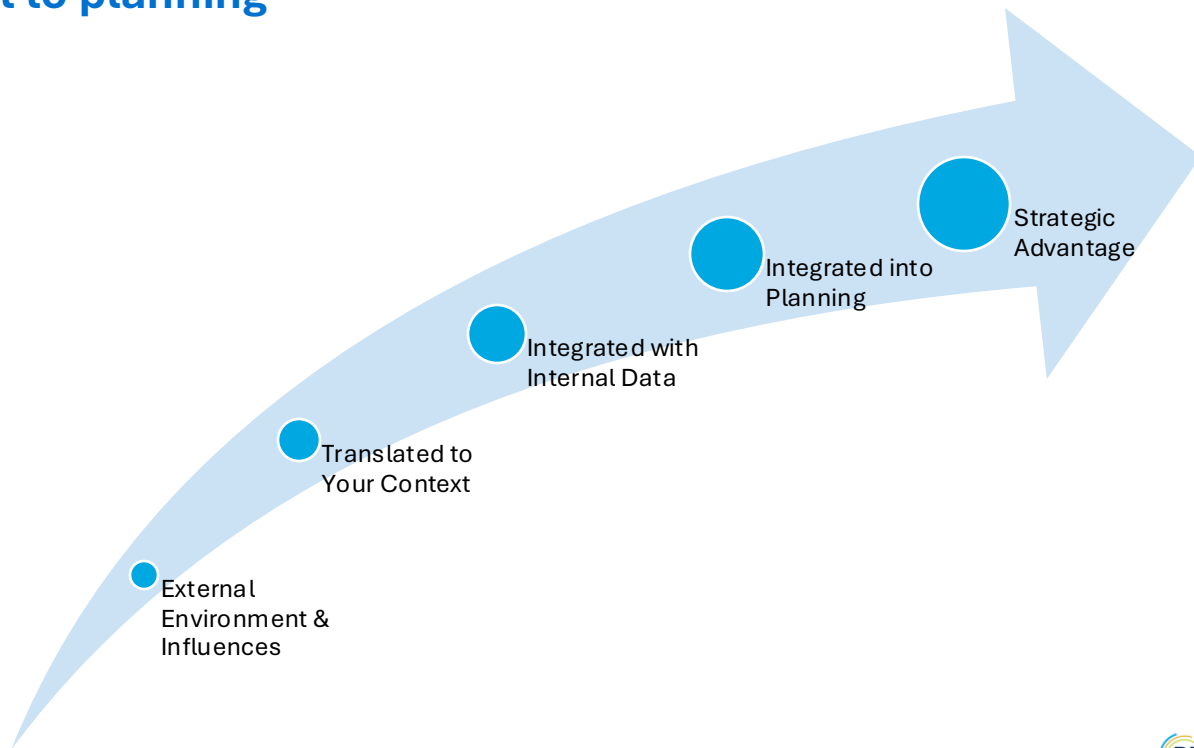 to planning
Strategic
Advantage
Integrated into
Planning
Integrated with
Internal Data
Translated to
Your Context
External
Environment &
Influences